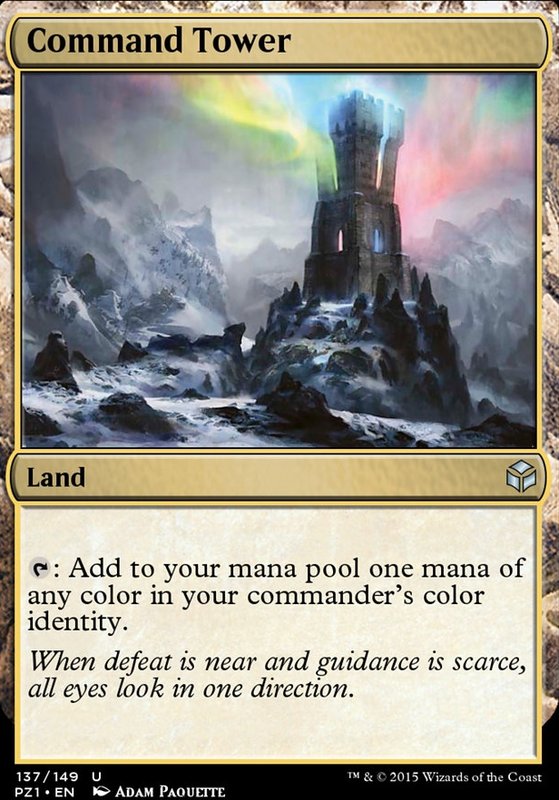 Command Tower
Land
: Add to your mana pool one mana of
any color in your commander’s color
identity.
When defeat is near and guidance is scarce,
all eyes look in one direction.
137/149 U
PZ1 • EN Adam Paquette
™ & © 2015 Wizards of the Coast